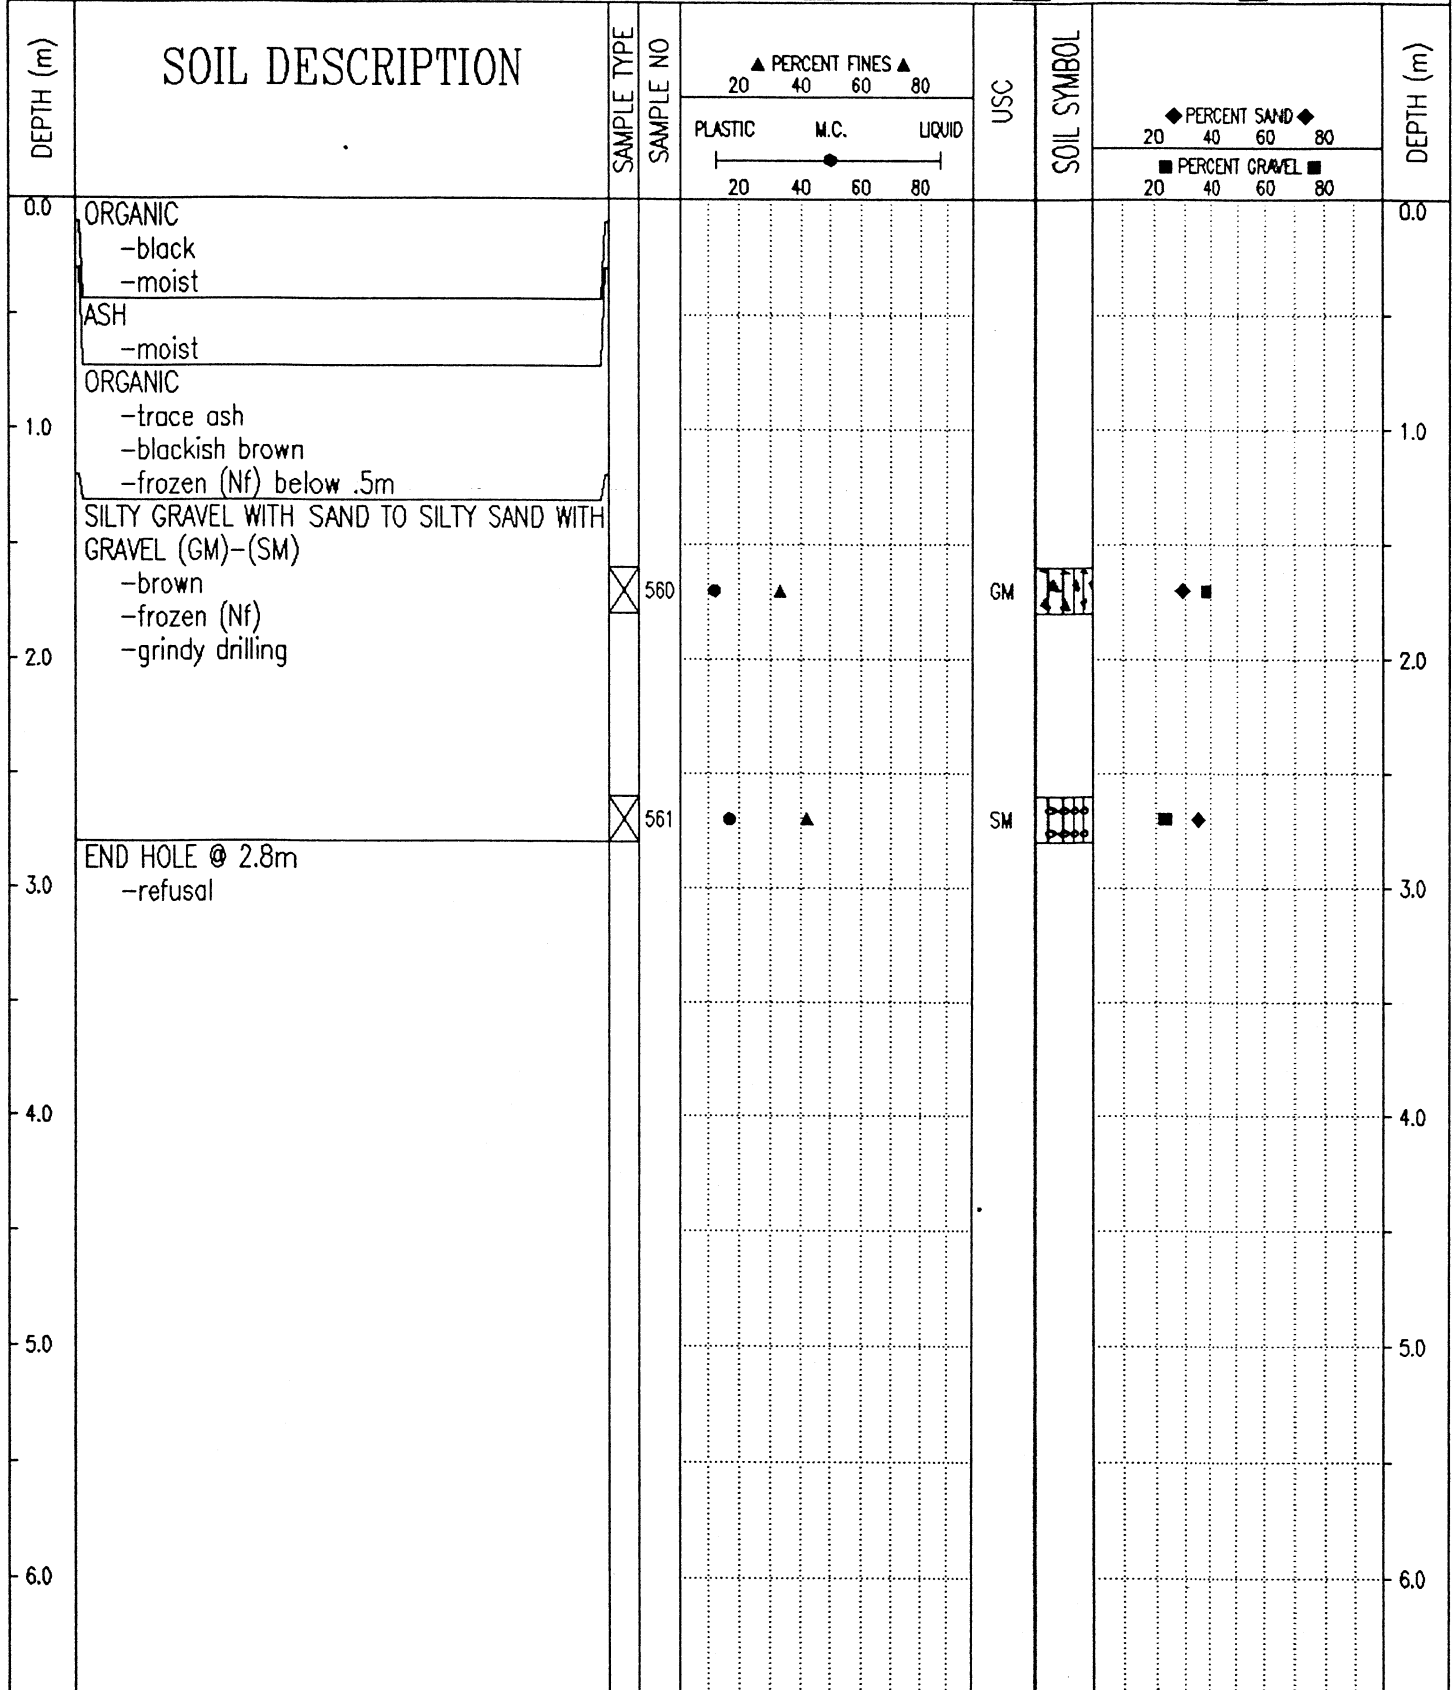 DEPTH (m)
SOIL DESCRIPTION
SAMPLE TYPE
SAMPLE NO
▲ PERCENT FINES ▲
20 40 60 80
PLASTIC M.C. LIQUID
20 40 60 80
USC
SOIL SYMBOL
◆ PERCENT SAND ◆
20 40 60 80
■ PERCENT GRAVEL ■
20 40 60 80
DEPTH (m)
0.0
ORGANIC
-black
-moist
ASH
-moist
ORGANIC
-trace ash
1.0
-blackish brown
-frozen (Nf) below .5m
SILTY GRAVEL WITH SAND TO SILTY SAND WITH
GRAVEL (GM)-(SM)
-brown
-frozen (Nf)
-grindy drilling
2.0
560
GM
561
SM
END HOLE @ 2.8m
-refusal
3.0
4.0
5.0
6.0
0.0
1.0
2.0
3.0
4.0
5.0
6.0